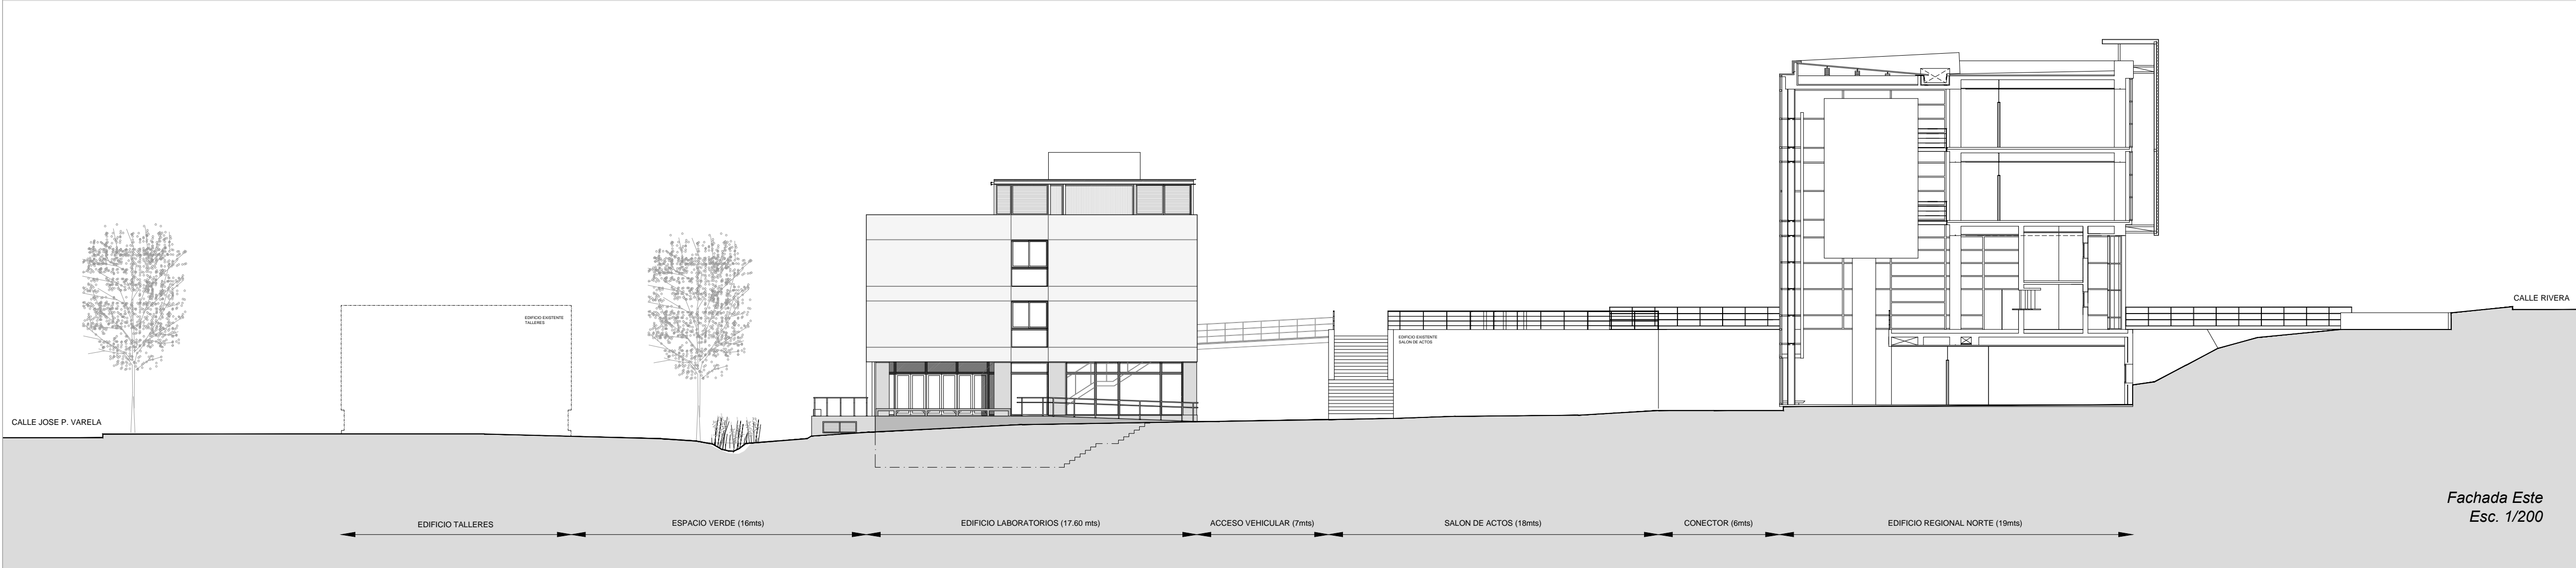 CALLE RIVERA
EDIFICIO EXISTENTE
TALLERES
EDIFICIO EXISTENTE
SALON DE ACTOS
CALLE JOSE P. VARELA
Fachada Este
Esc. 1/200
EDIFICIO TALLERES
ESPACIO VERDE (16mts)
EDIFICIO LABORATORIOS (17.60 mts)
ACCESO VEHICULAR (7mts)
SALON DE ACTOS (18mts)
CONECTOR (6mts)
EDIFICIO REGIONAL NORTE (19mts)